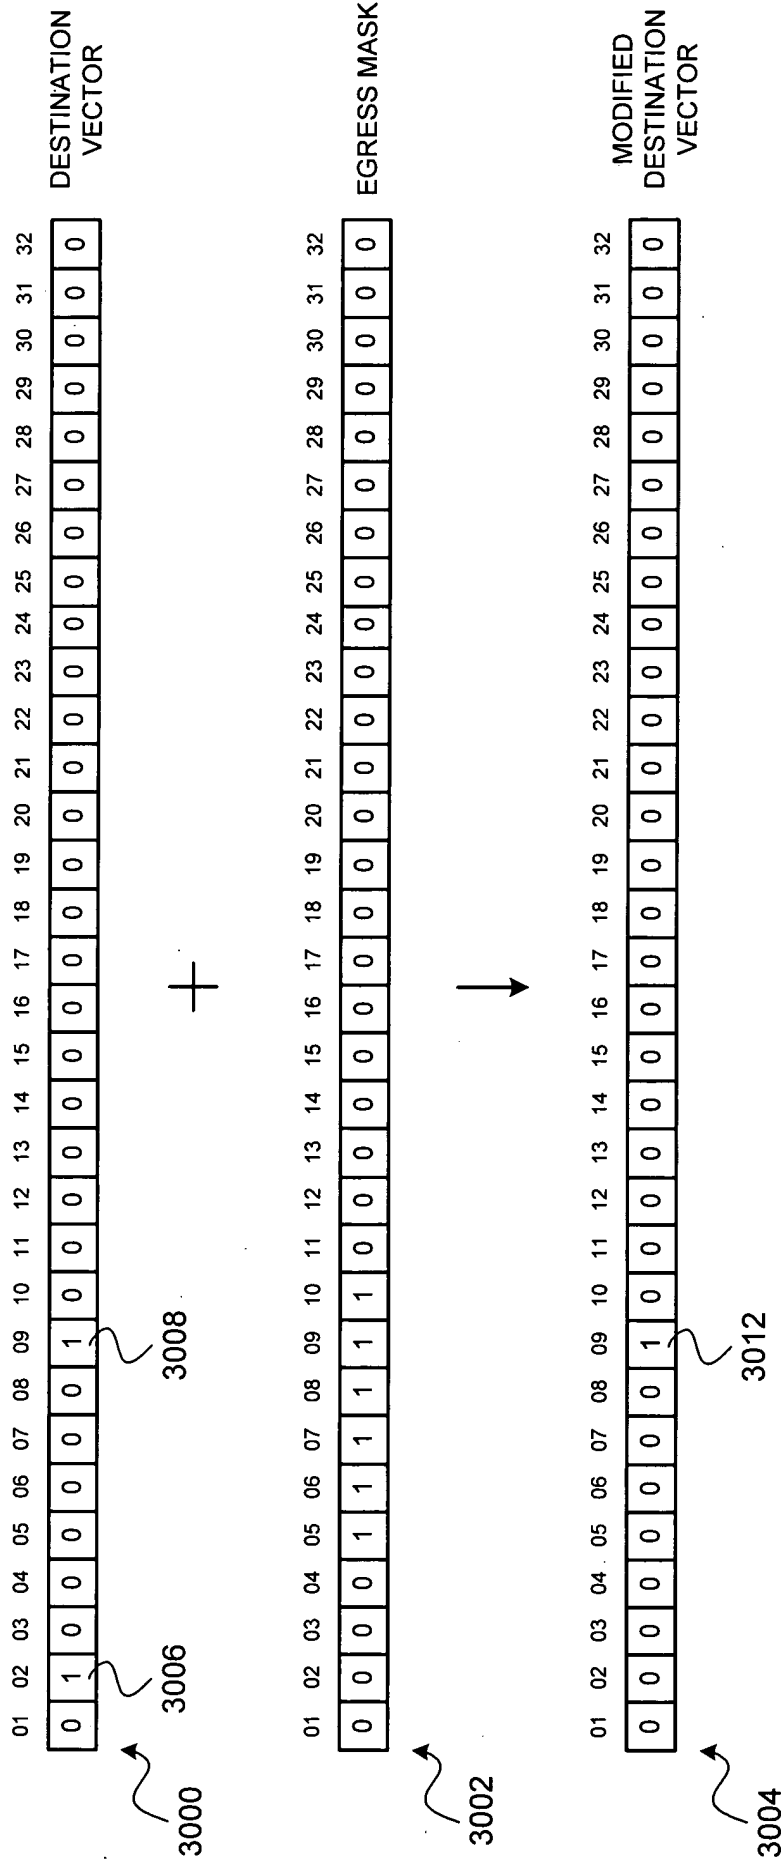 01 02 03 04 05 06 07 08 09 10 11 12 13 14 15 16 17 18 19 20 21 22 23 24 25 26 27 28 29 30 31 32
0 1 0 0 0 0 0 0 1 0 0 0 0 0 0 0 0 0 0 0 0 0 0 0 0 0 0 0 0 0 0 0
DESTINATION
VECTOR
3000
3006
3008
+
01 02 03 04 05 06 07 08 09 10 11 12 13 14 15 16 17 18 19 20 21 22 23 24 25 26 27 28 29 30 31 32
0 0 0 0 1 1 1 1 1 1 0 0 0 0 0 0 0 0 0 0 0 0 0 0 0 0 0 0 0 0 0 0
EGRESS MASK
3002
01 02 03 04 05 06 07 08 09 10 11 12 13 14 15 16 17 18 19 20 21 22 23 24 25 26 27 28 29 30 31 32
0 0 0 0 0 0 0 0 1 0 0 0 0 0 0 0 0 0 0 0 0 0 0 0 0 0 0 0 0 0 0 0
MODIFIED
DESTINATION
VECTOR
3004
3012